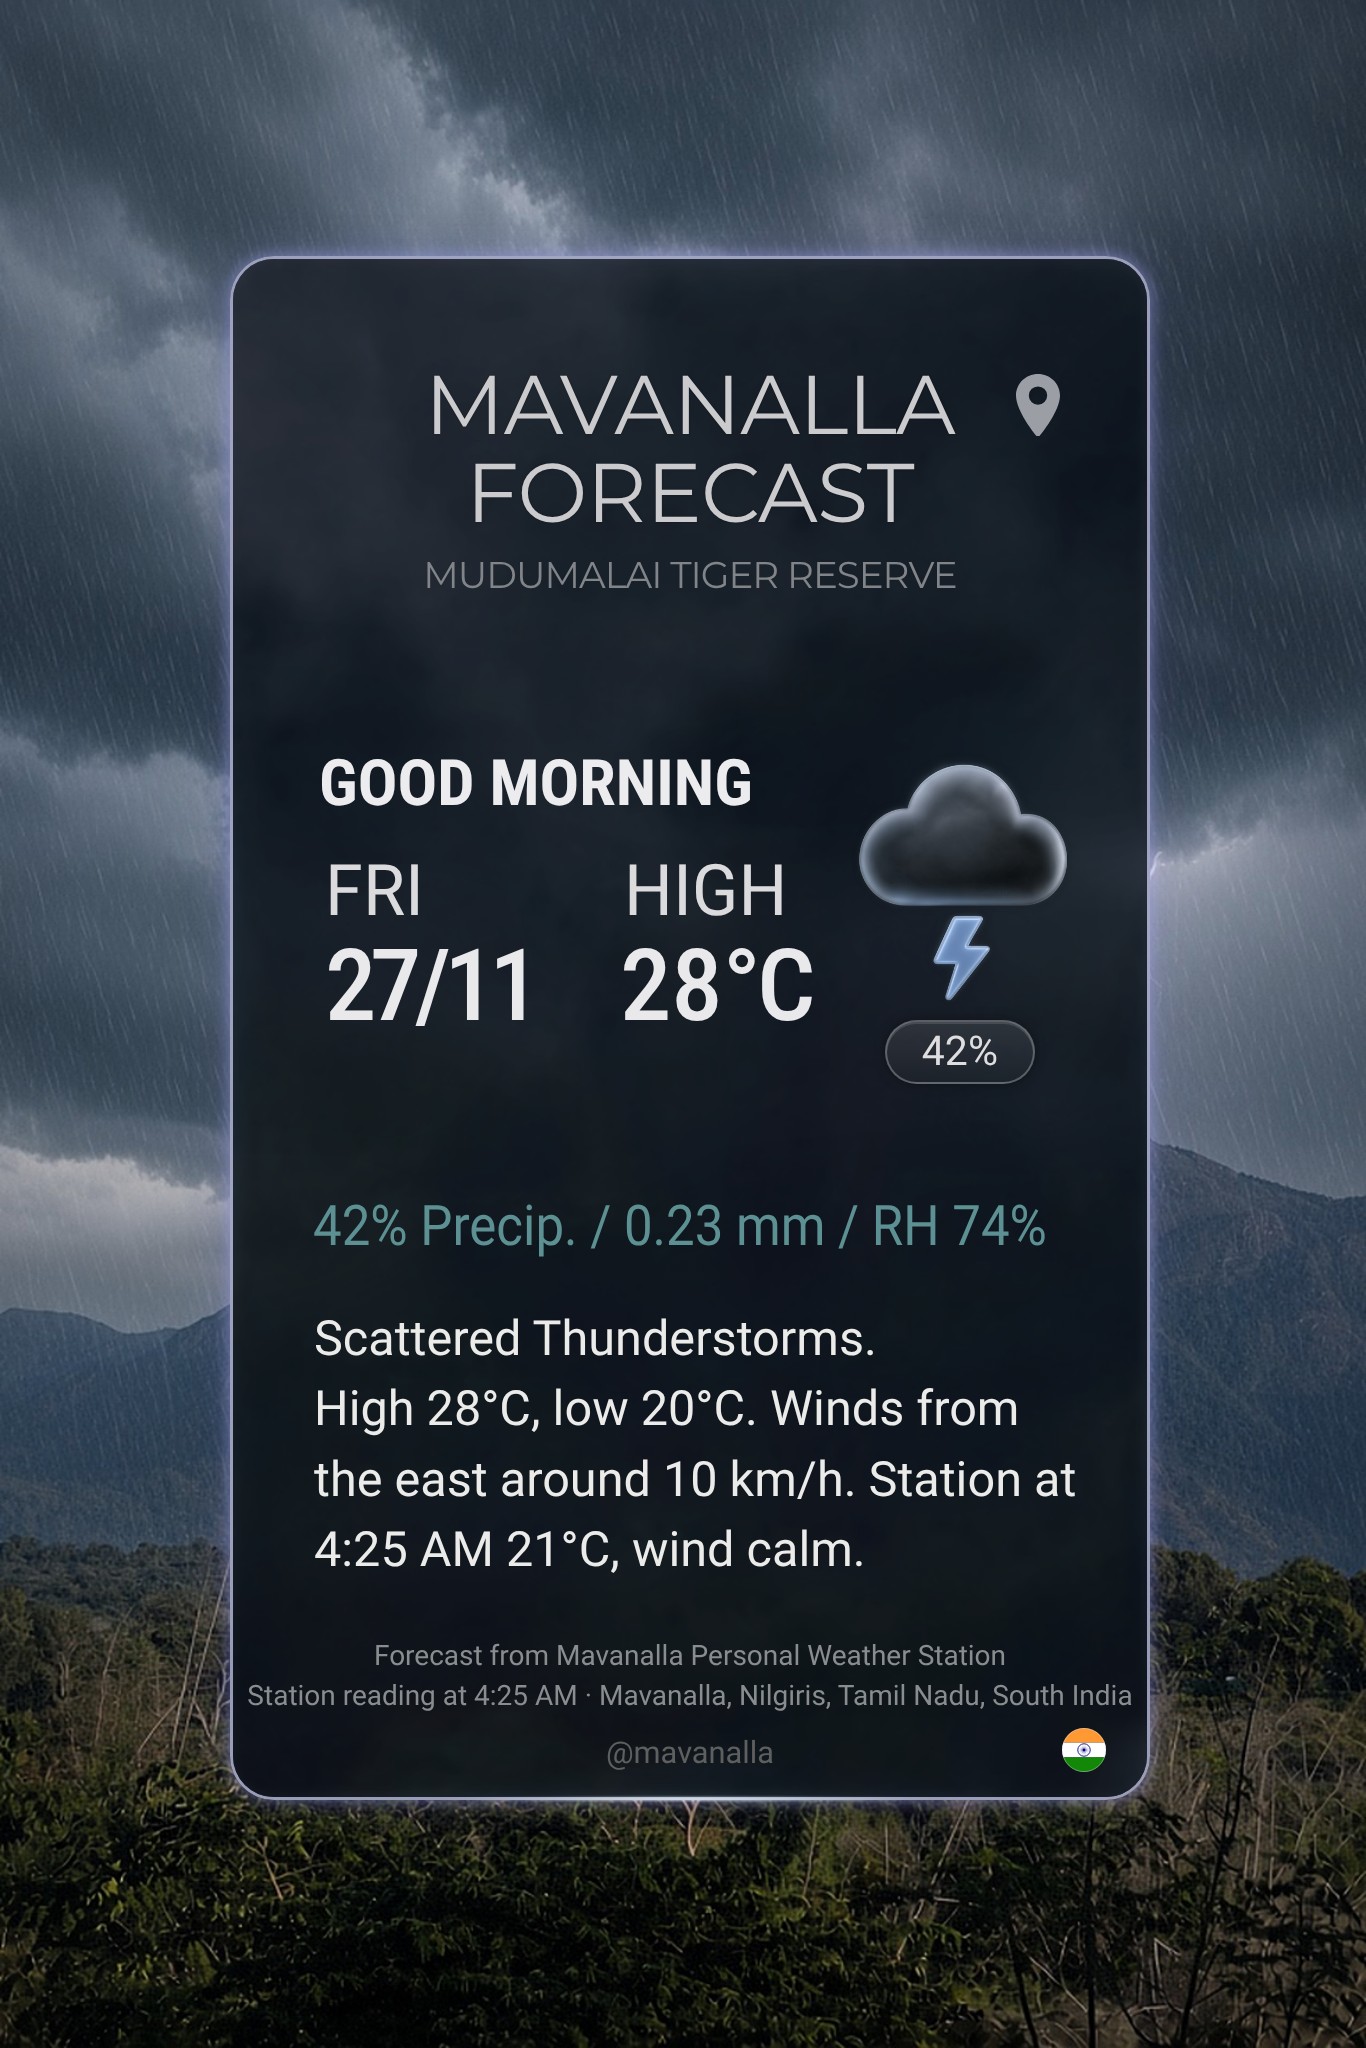 MAVANALLA
FORECAST
MUDUMALAI TIGER RESERVE
GOOD MORNING
FRI
27/11
HIGH
28°C
42%
42% Precip. / 0.23 mm / RH 74%
Scattered Thunderstorms.
High 28°C, low 20°C. Winds from
the east around 10 km/h. Station at
4:25 AM 21°C, wind calm.
Forecast from Mavanalla Personal Weather Station
Station reading at 4:25 AM · Mavanalla, Nilgiris, Tamil Nadu, South India
@mavanalla